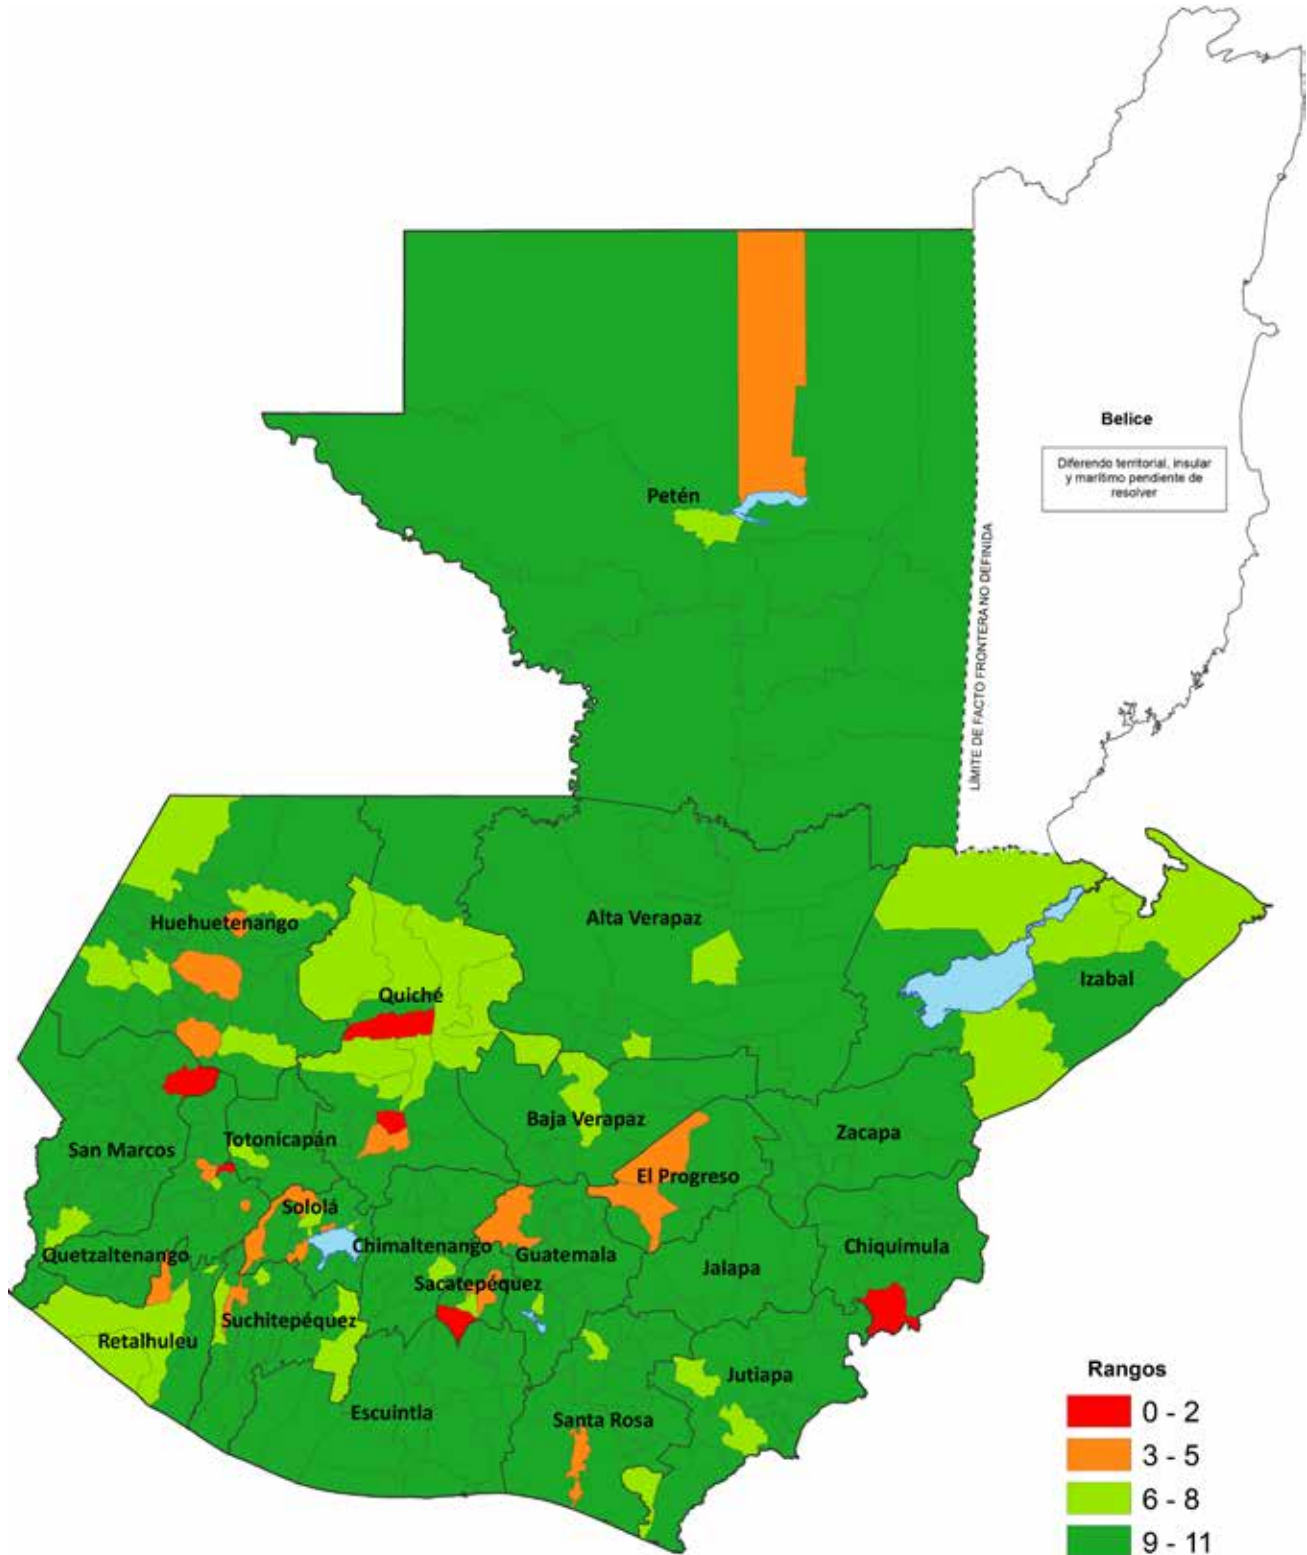 Belice
Diferendo territorial, insular
y marítimo pendiente de
resolver
Petén
LÍMITE DE FACTO FRONTERA NO DEFINIDA
Huehuetenango
Alta Verapaz
Izabal
Quiché
Baja Verapaz
Zacapa
San Marcos
Totonicapán
El Progreso
Sololá
Quetzaltenango
Chimaltenango
Guatemala
Chiquimula
Jalapa
Sacatepéquez
Suchitepéquez
Retalhuleu
Jutiapa
Escuintla
Santa Rosa
Rangos
0 - 2
3 - 5
6 - 8
9 - 11